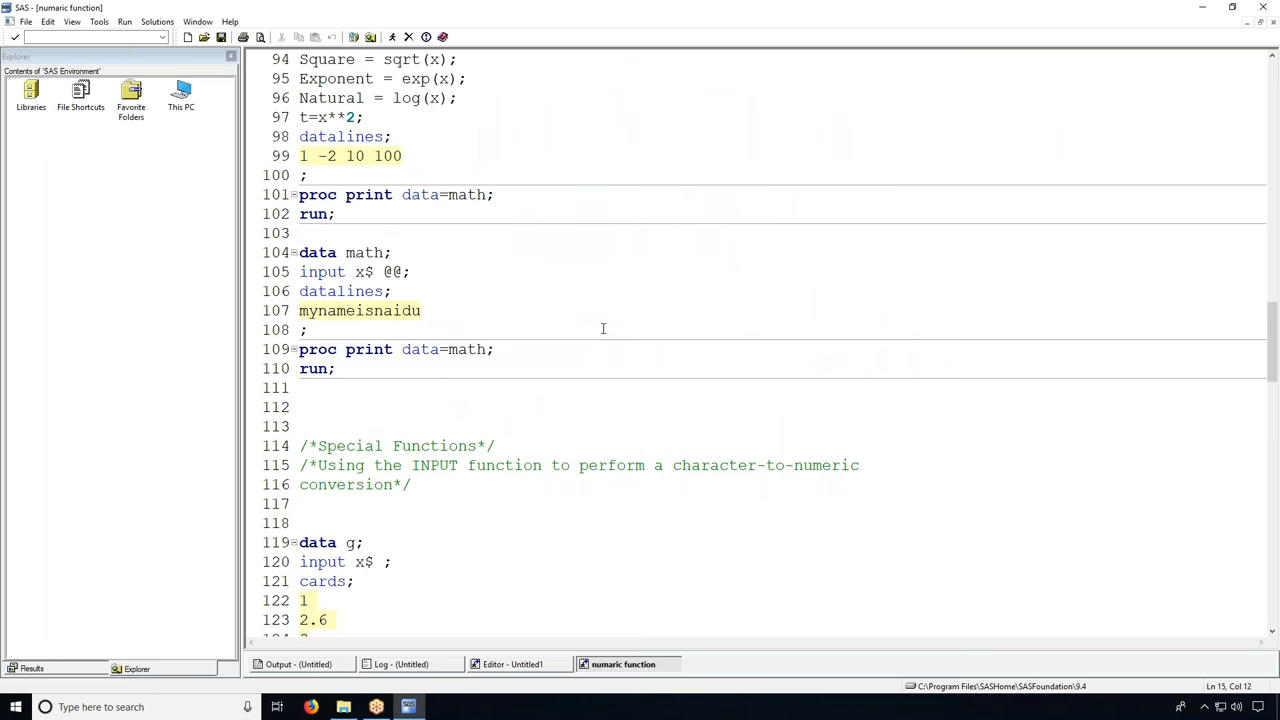 SAS - [numaric function]
File Edit View Tools Run Solutions Window Help
Explorer
Contents of 'SAS Environment'
Libraries File Shortcuts Favorite Folders This PC
94 Square = sqrt(x);
95 Exponent = exp(x);
96 Natural = log(x);
97 t=x**2;
98 datalines;
99 1 -2 10 100
100 ;
101 proc print data=math;
102 run;
103
104 data math;
105 input x$ @@;
106 datalines;
107 mynameisnaidu
108 ;
109 proc print data=math;
110 run;
111
112
113
114 /*Special Functions*/
115 /*Using the INPUT function to perform a character-to-numeric
116 conversion*/
117
118
119 data g;
120 input x$ ;
121 cards;
122 1
123 2.6
Results Explorer
Output - (Untitled) Log - (Untitled) Editor - Untitled1 numaric function
C:\Program Files\SASHome\SASFoundation\9.4 Ln 15, Col 12
Type here to search